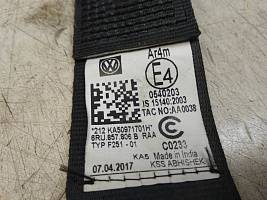 Ar4m
E4
0540203
IS 15140:2003
TAC NO:AA0038
*212 KA50971701H*
6RU.857.806 B RAA
TYP F251 - 01
C0233
KAS Made in India
07.04.2017 KSS ABHISHEK